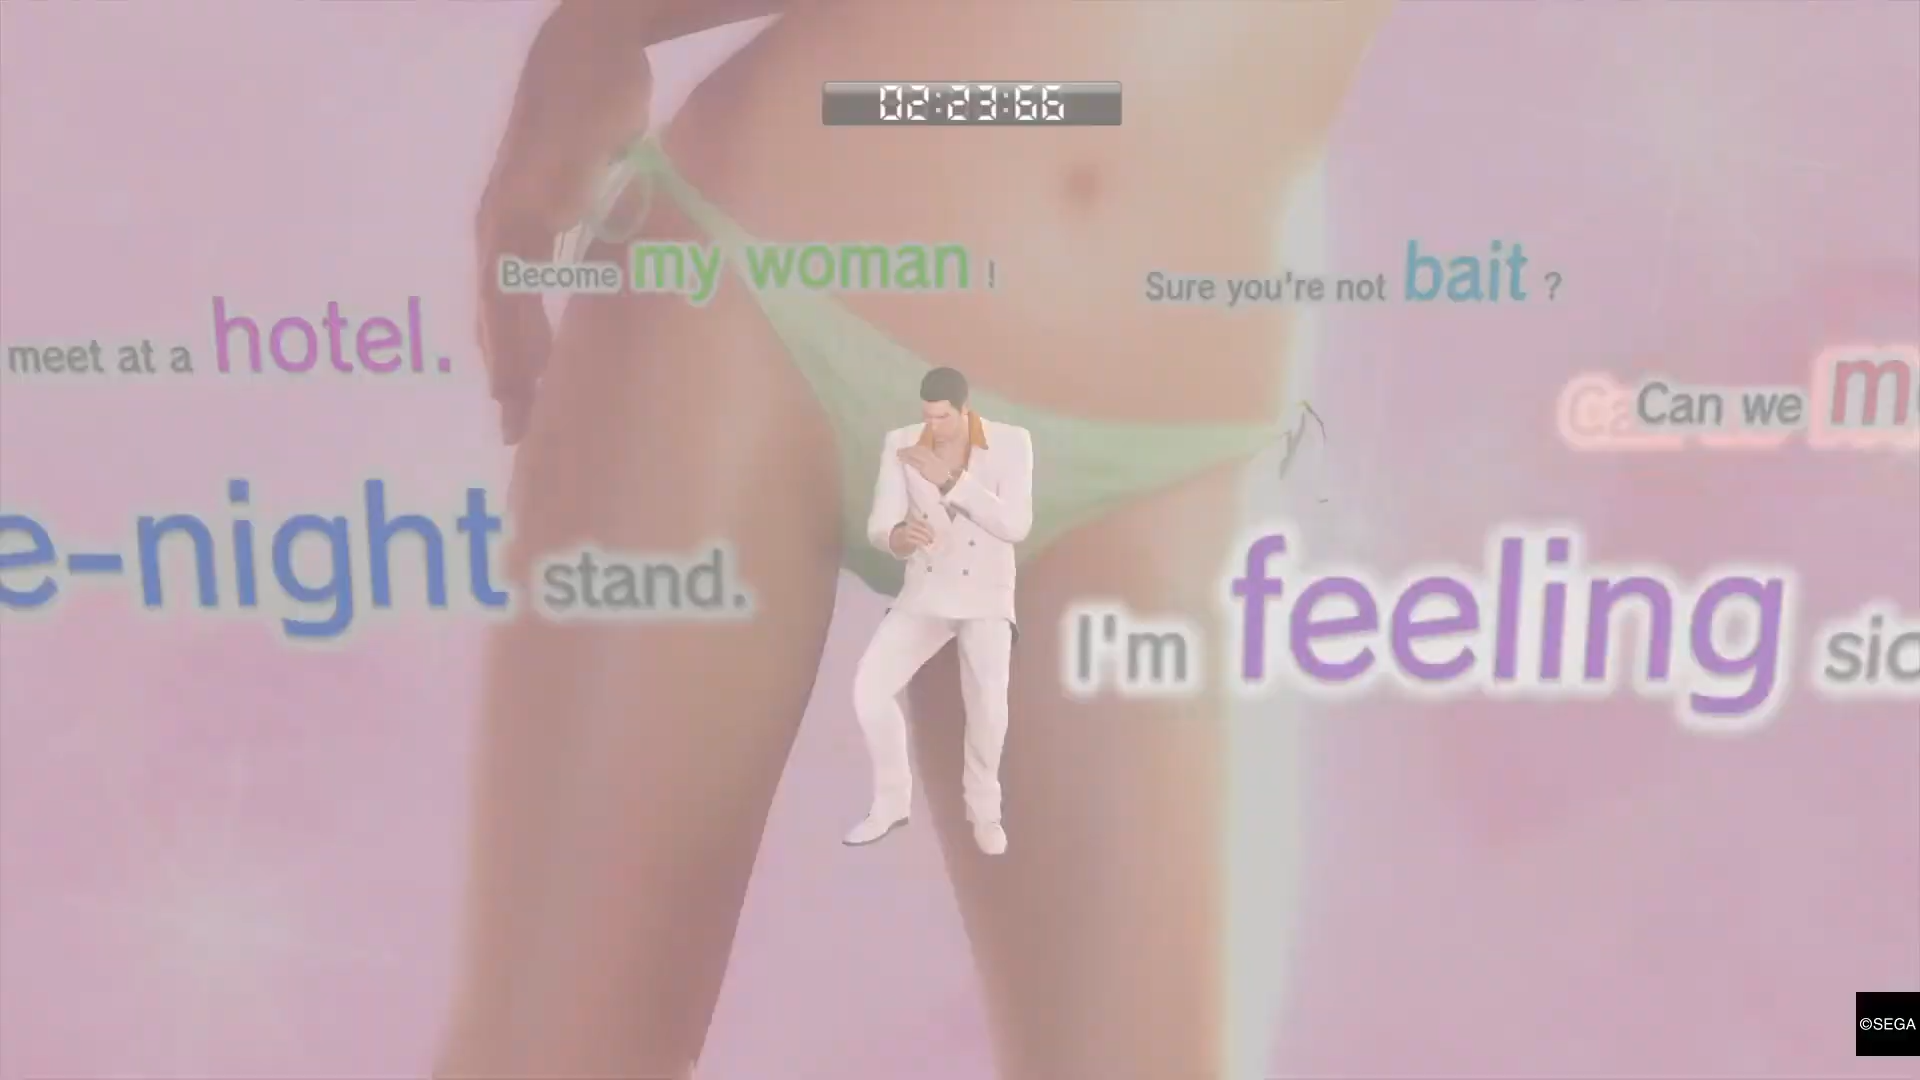 02:23:66
Become my woman !
Sure you're not bait ?
meet at a hotel.
Can we
e-night stand.
I'm feeling
©SEGA